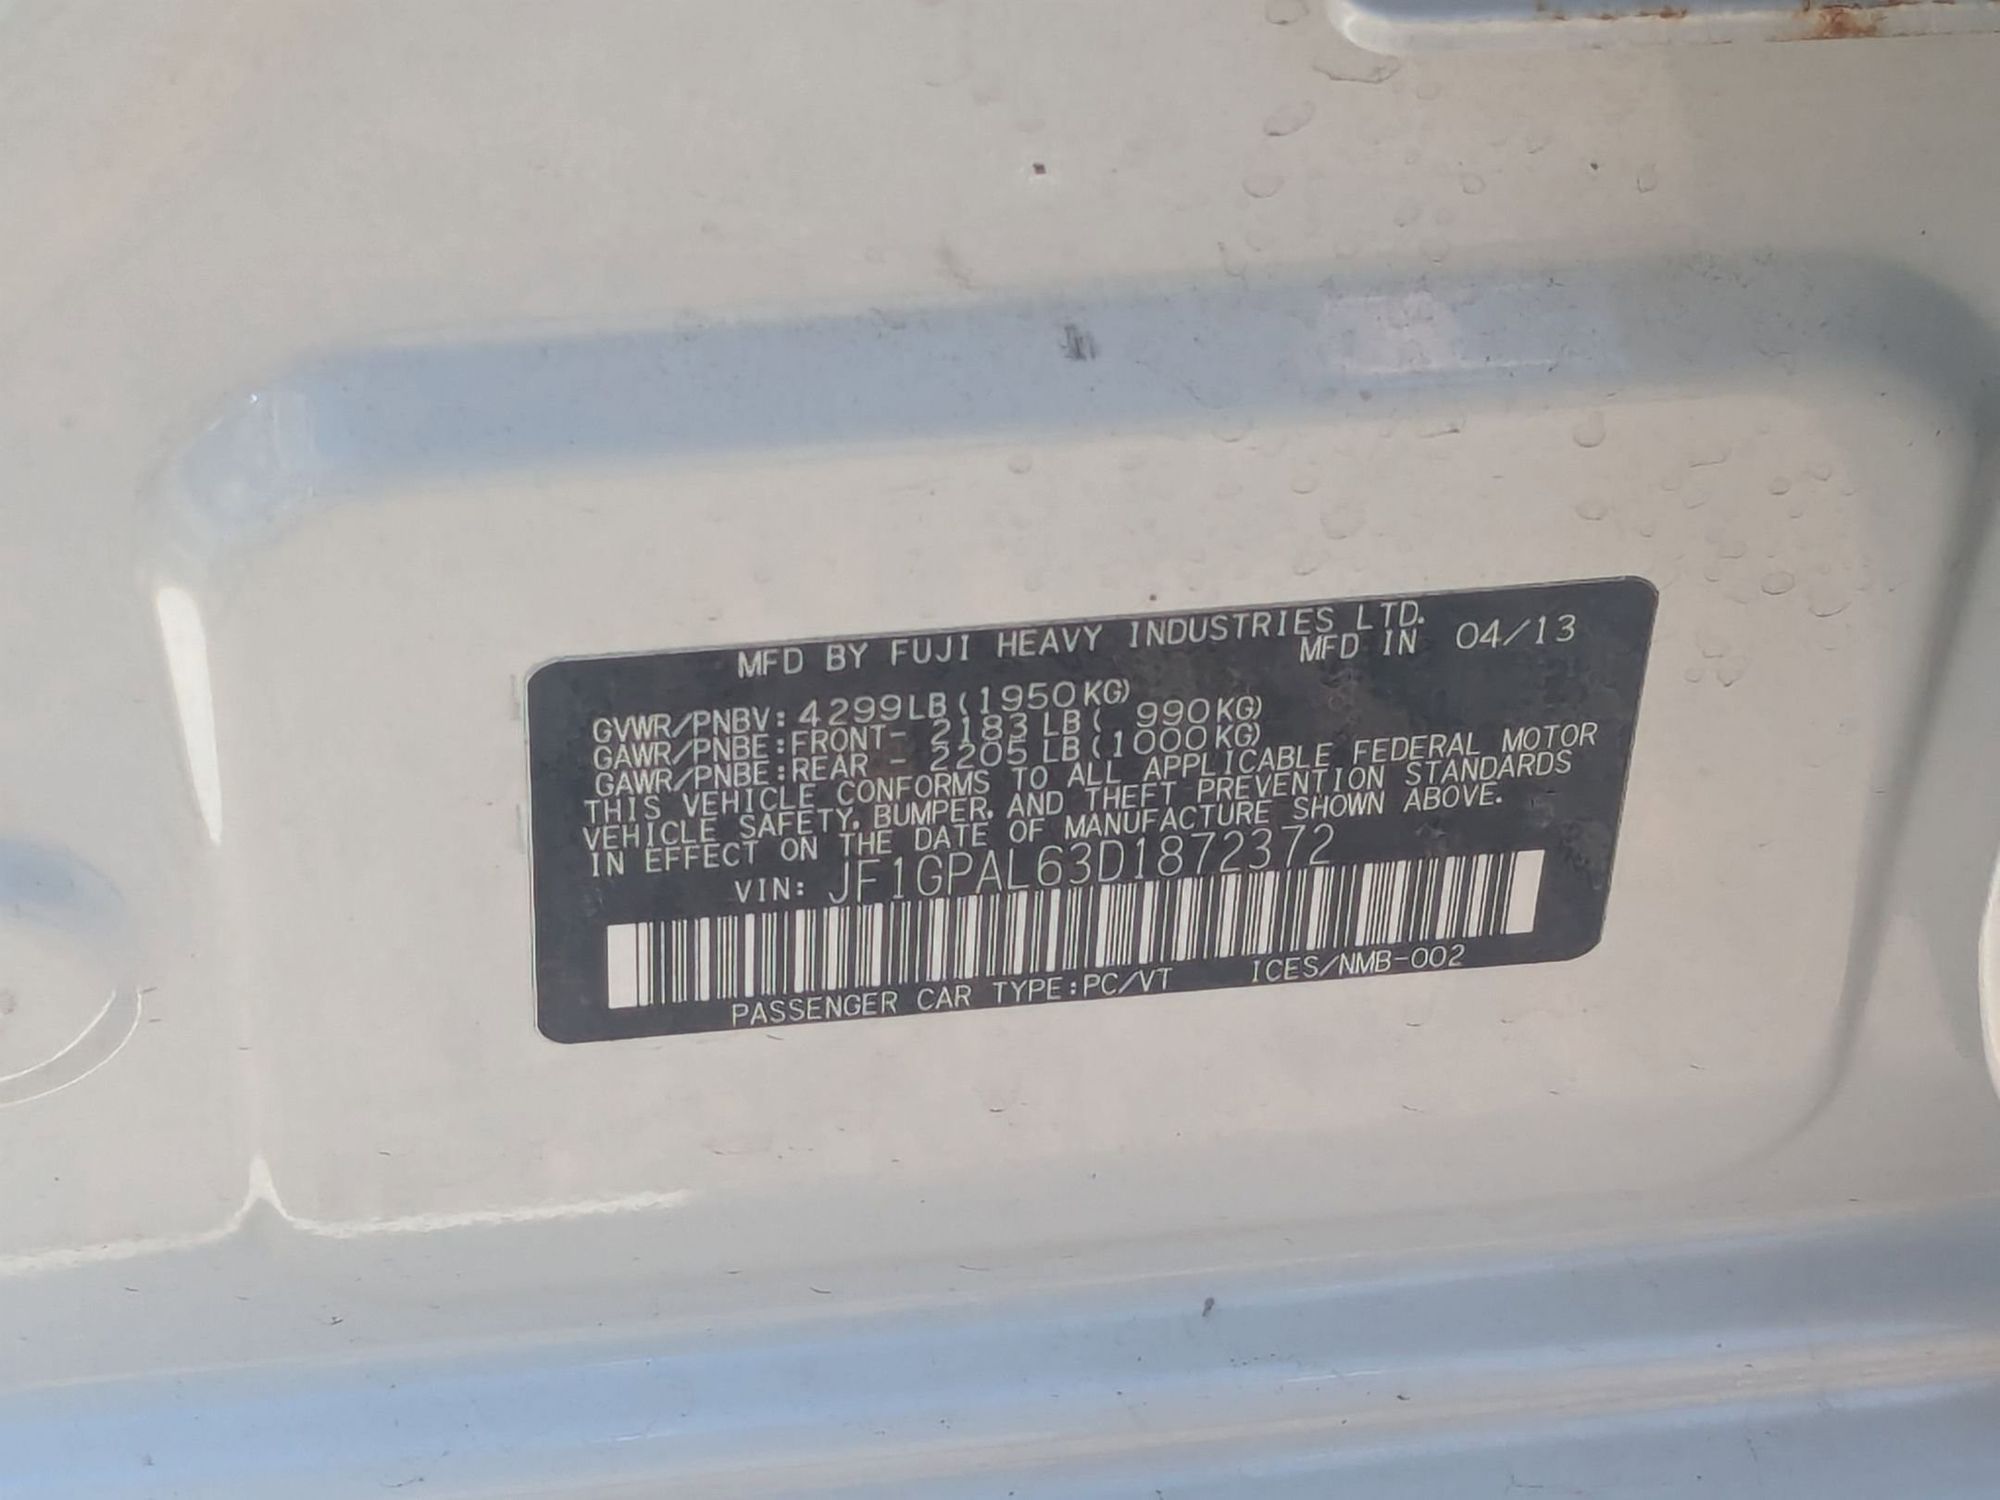 MFD BY FUJI HEAVY INDUSTRIES LTD.
MFD IN 04/13
GVWR/PNBV: 4299LB (1950KG)
GAWR/PNBE:FRONT- 2183 LB ( 990KG)
GAWR/PNBE:REAR - 2205 LB (1000KG)
THIS VEHICLE CONFORMS TO ALL APPLICABLE FEDERAL MOTOR
VEHICLE SAFETY, BUMPER, AND THEFT PREVENTION STANDARDS
IN EFFECT ON THE DATE OF MANUFACTURE SHOWN ABOVE.
VIN: JF1GPAL63D1872372
PASSENGER CAR TYPE:PC/VT ICES/NMB-002